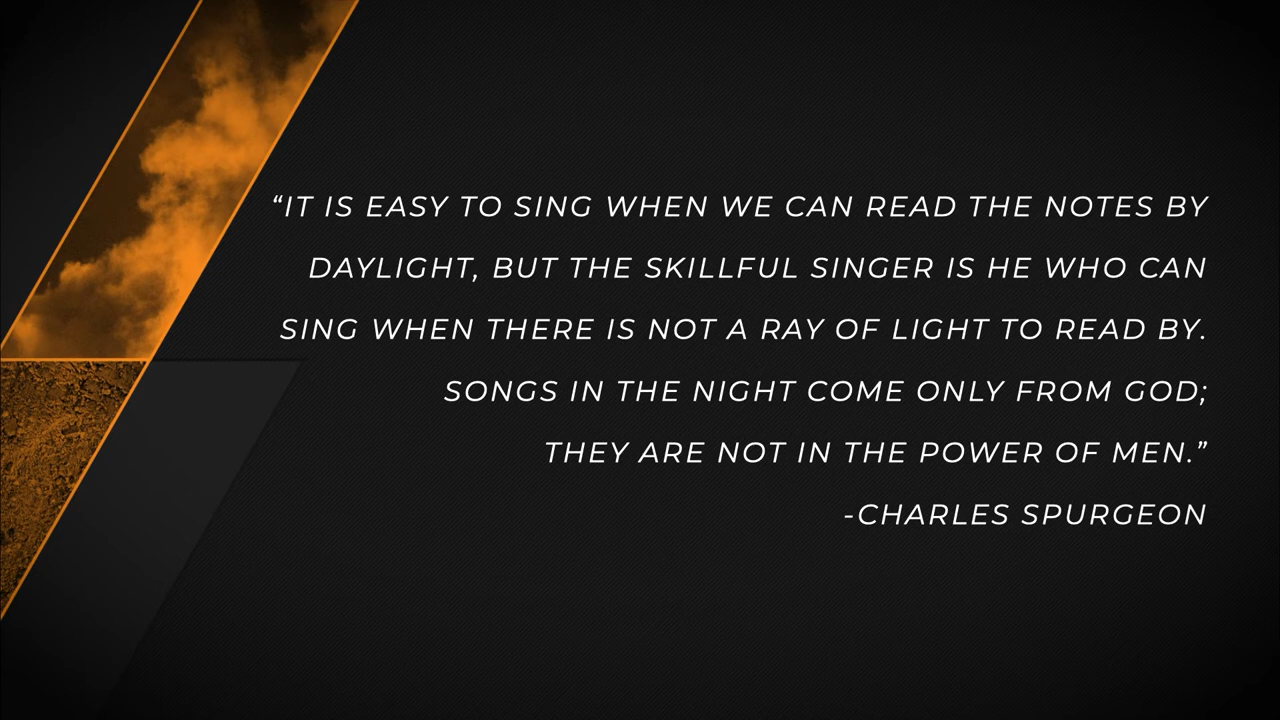 “IT IS EASY TO SING WHEN WE CAN READ THE NOTES BY
DAYLIGHT, BUT THE SKILLFUL SINGER IS HE WHO CAN
SING WHEN THERE IS NOT A RAY OF LIGHT TO READ BY.
SONGS IN THE NIGHT COME ONLY FROM GOD;
THEY ARE NOT IN THE POWER OF MEN.”
-CHARLES SPURGEON